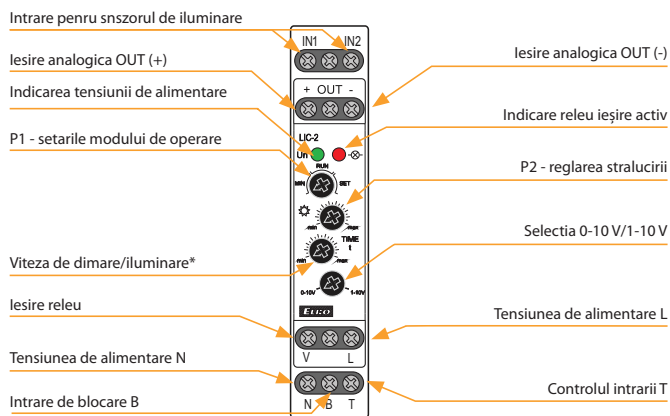 Intrare penru snszorul de iluminare
IN1 IN2
Iesire analogica OUT (+)
Iesire analogica OUT (-)
+ OUT -
Indicarea tensiunii de alimentare
Indicare releu ieșire activ
LIC-2
Un
P1 - setarile modului de operare
RUN
P2 - reglarea stralucirii
MIN SET
min max
Selectia 0-10 V/1-10 V
TIME
t
Viteza de dimare/iluminare*
min max
0-10V 1-10V
Iesire releu
ELKO
Tensiunea de alimentare L
V L
Tensiunea de alimentare N
Controlul intrarii T
Intrare de blocare B
N B T